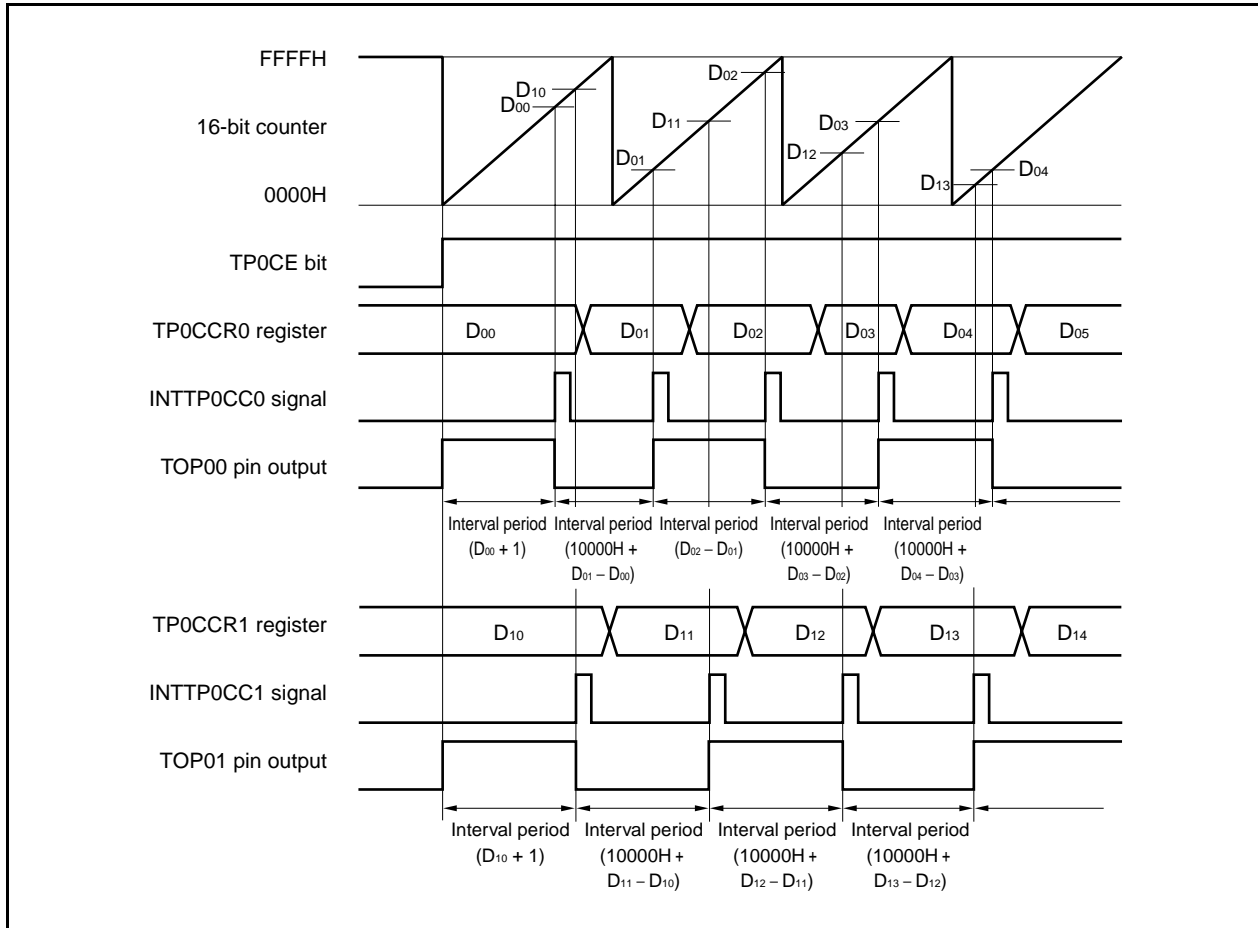 FFFFH
D10
D00
D02
16-bit counter
D11
D03
D12
D01
D04
D13
0000H
TP0CE bit
TP0CCR0 register
D00
D01
D02
D03
D04
D05
INTTP0CC0 signal
TOP00 pin output
Interval period
(D00 + 1)
Interval period
(10000H +
D01 – D00)
Interval period
(D02 – D01)
Interval period
(10000H +
D03 – D02)
Interval period
(10000H +
D04 – D03)
TP0CCR1 register
D10
D11
D12
D13
D14
INTTP0CC1 signal
TOP01 pin output
Interval period
(D10 + 1)
Interval period
(10000H +
D11 – D10)
Interval period
(10000H +
D12 – D11)
Interval period
(10000H +
D13 – D12)